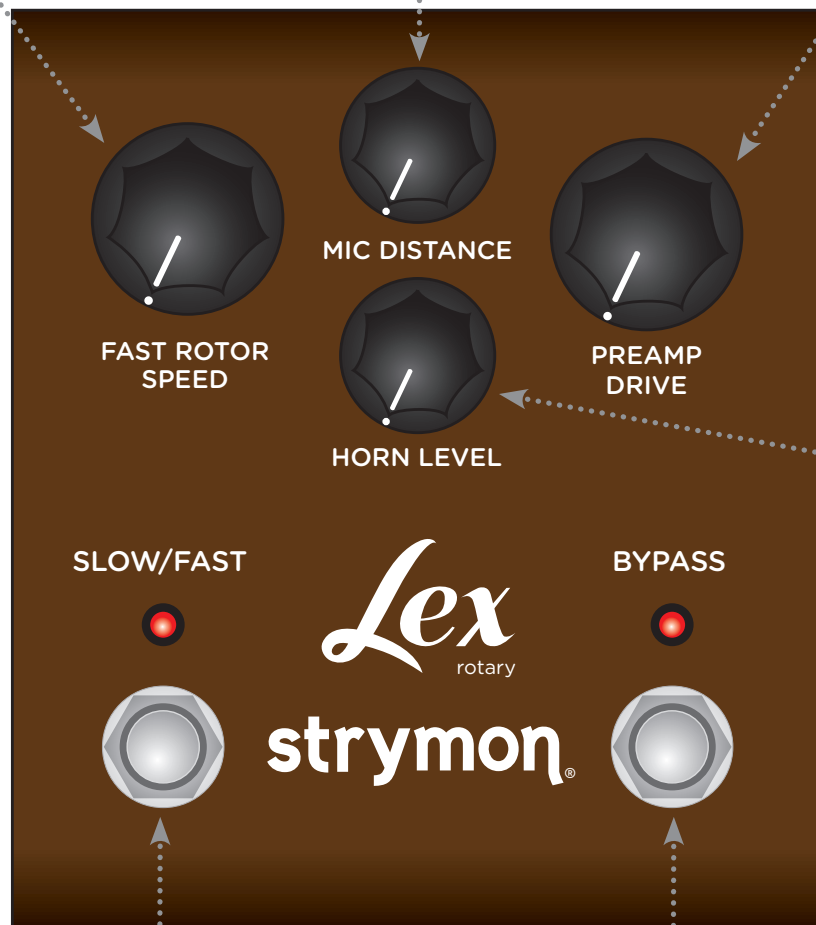 MIC DISTANCE
FAST ROTOR
SPEED
PREAMP
DRIVE
HORN LEVEL
SLOW/FAST
BYPASS
Lex
rotary
strymon®